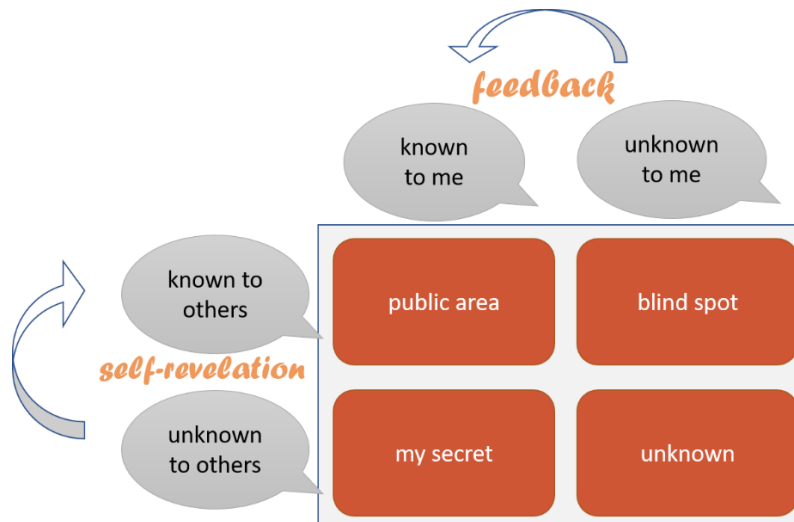 feedback
known
to me
unknown
to me
known to
others
public area
blind spot
self-revelation
unknown
to others
my secret
unknown